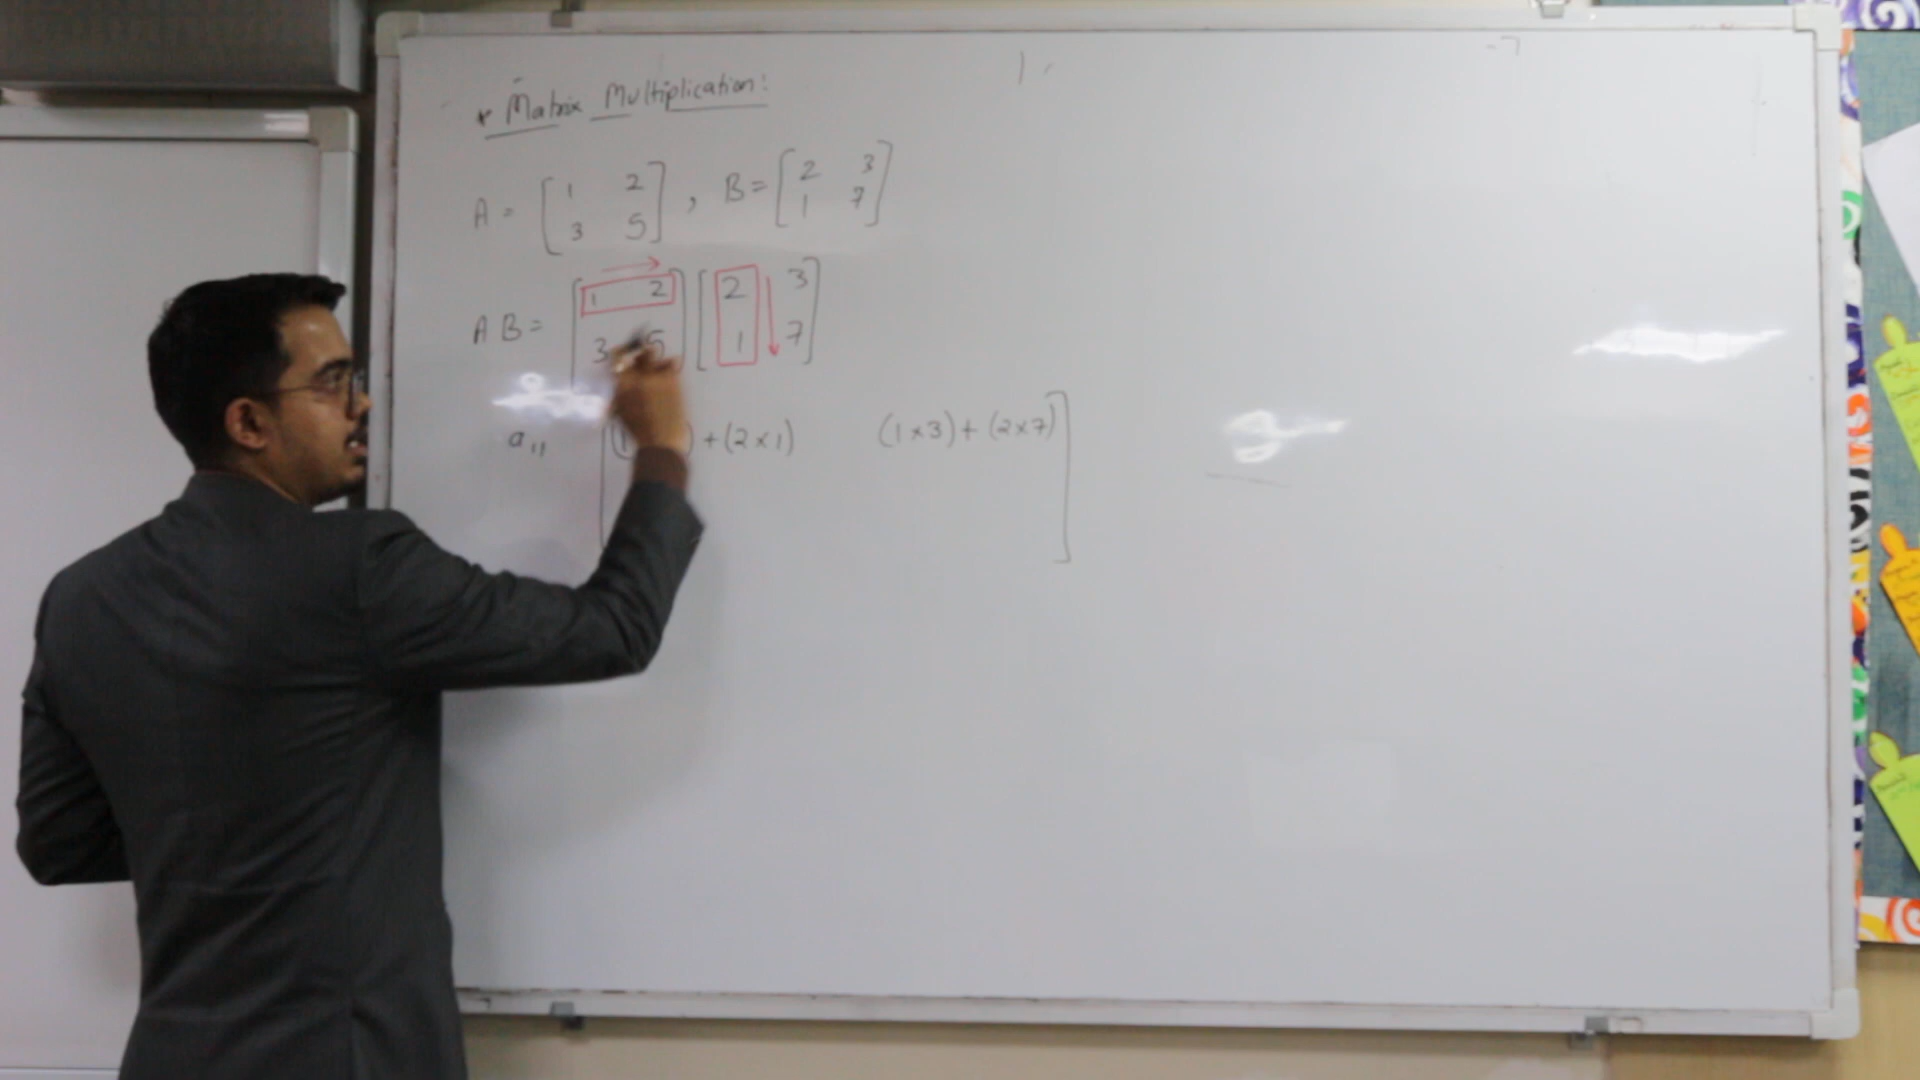 * Matrix Multiplication:
A = [ 1 2 ; 3 5 ] , B = [ 2 3 ; 1 7 ]
AB = [ 1 2 ; 3 5 ] [ 2 3 ; 1 7 ]
a11 [ (1 ) + (2 × 1) (1 × 3) + (2 × 7) ]